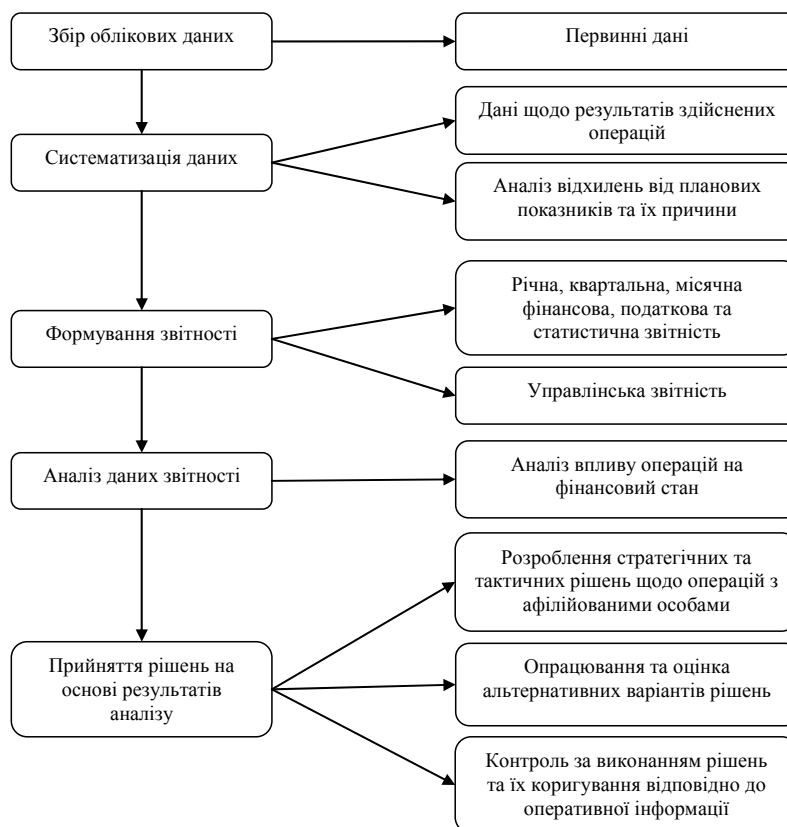 Збір облікових даних
Первинні дані
Систематизація даних
Дані щодо результатів здійснених
операцій
Аналіз відхилень від планових
показників та їх причини
Формування звітності
Річна, квартальна, місячна
фінансова, податкова та
статистична звітність
Управлінська звітність
Аналіз даних звітності
Аналіз впливу операцій на
фінансовий стан
Прийняття рішень на
основі результатів
аналізу
Розроблення стратегічних та
тактичних рішень щодо операцій з
афілійованими особами
Опрацювання та оцінка
альтернативних варіантів рішень
Контроль за виконанням рішень
та їх коригування відповідно до
оперативної інформації